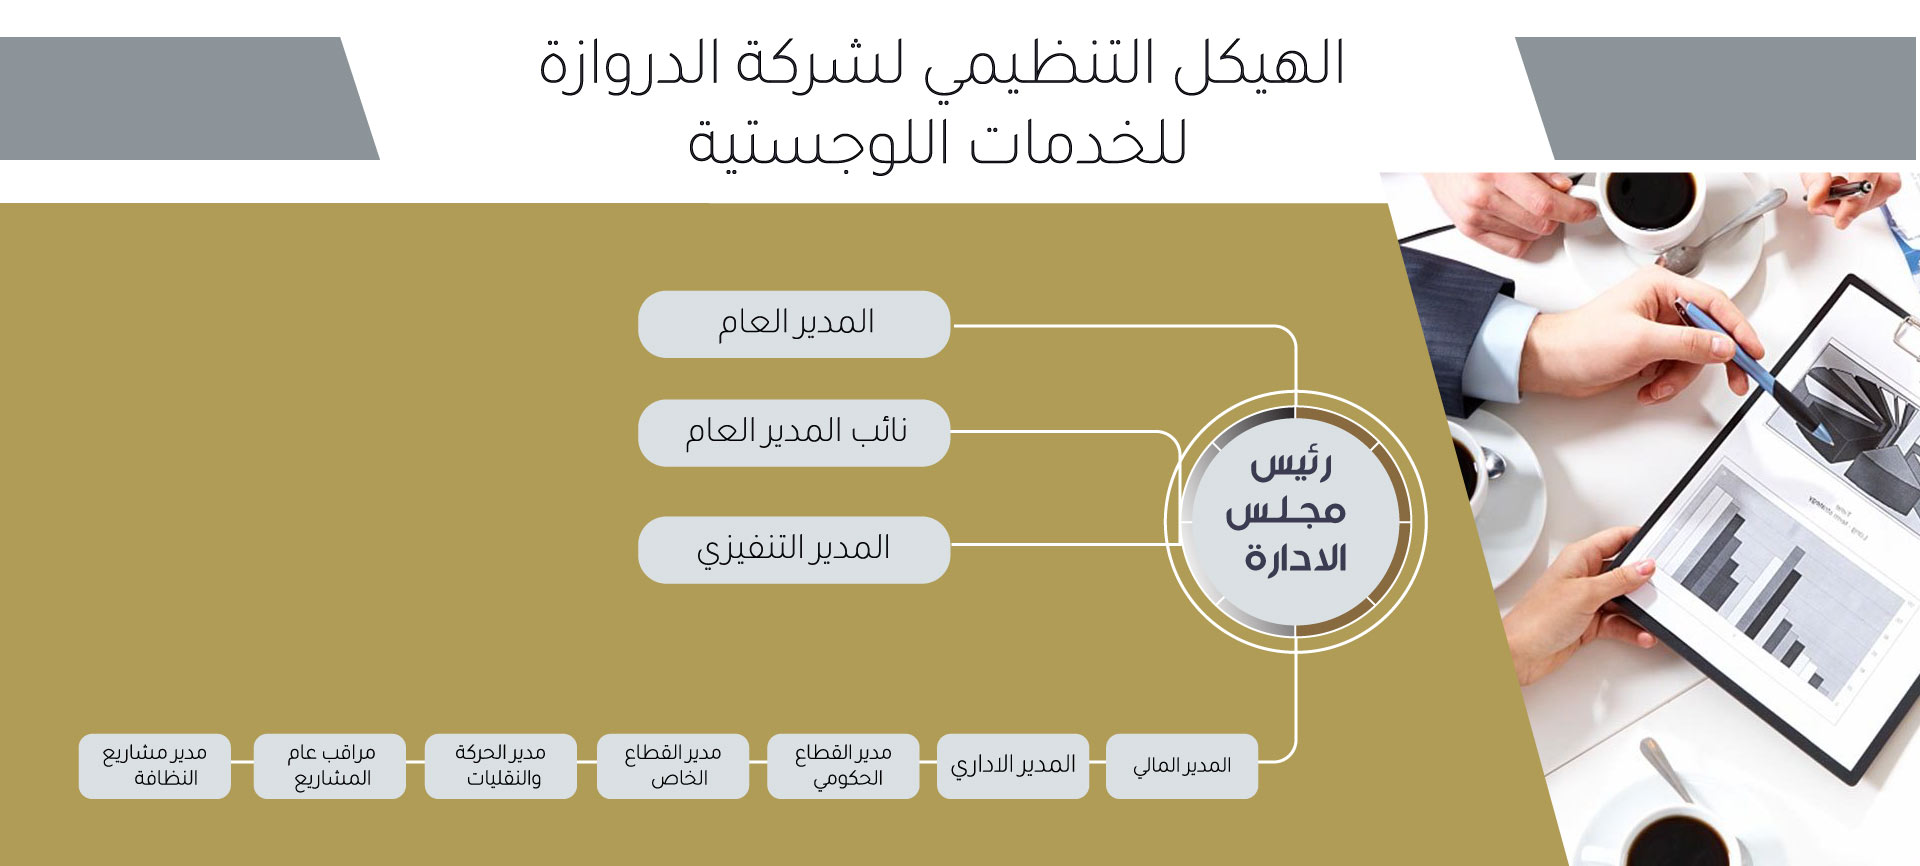 الهيكل التنظيمي لشركة الدروازة
للخدمات اللوجستية
المدير العام
نائب المدير العام
المدير التنفيزي
رئيس
مجلس
الادارة
المدير المالي
المدير الاداري
مدير القطاع
الحكومي
مدير القطاع
الخاص
مدير الحركة
والنقليات
مراقب عام
المشاريع
مدير مشاريع
النظافة